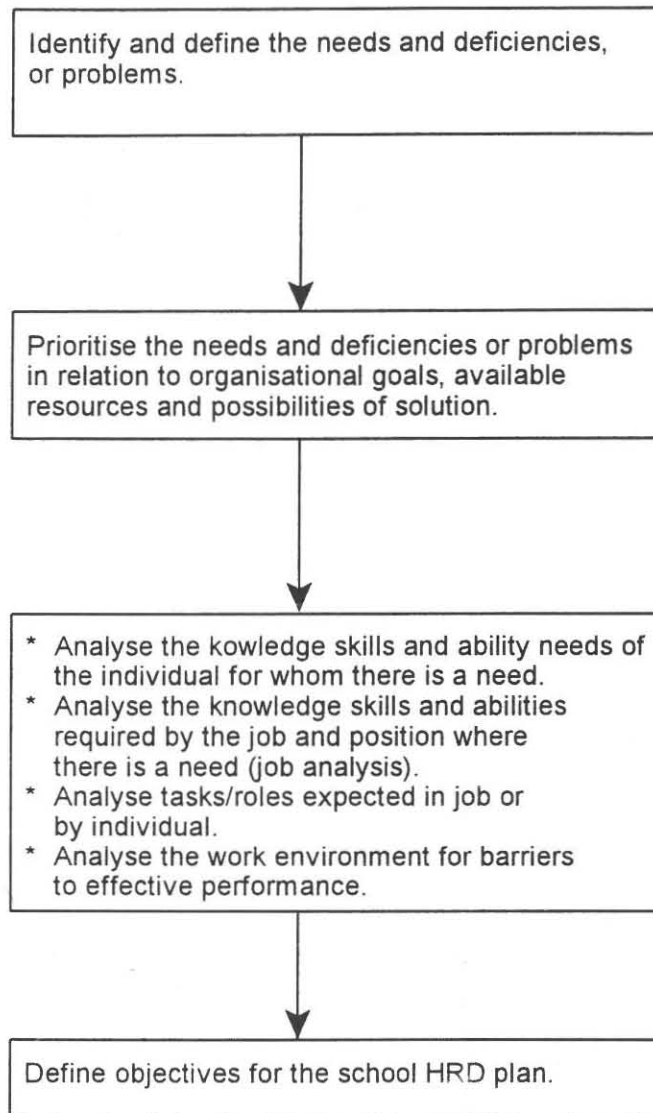 Identify and define the needs and deficiencies,
or problems.
Prioritise the needs and deficiencies or problems
in relation to organisational goals, available
resources and possibilities of solution.
* Analyse the kowledge skills and ability needs of
the individual for whom there is a need.
* Analyse the knowledge skills and abilities
required by the job and position where
there is a need (job analysis).
* Analyse tasks/roles expected in job or
by individual.
* Analyse the work environment for barriers
to effective performance.
Define objectives for the school HRD plan.